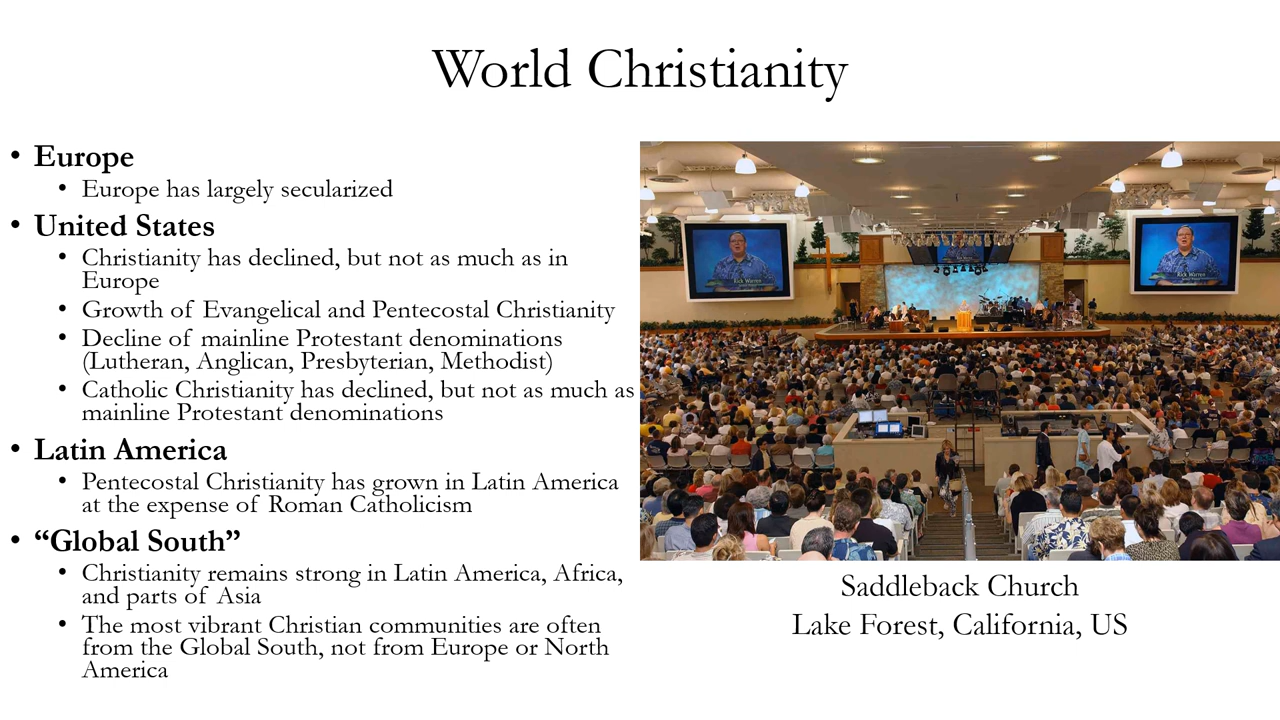 World Christianity
• Europe
• Europe has largely secularized
• United States
• Christianity has declined, but not as much as in
Europe
• Growth of Evangelical and Pentecostal Christianity
• Decline of mainline Protestant denominations
(Lutheran, Anglican, Presbyterian, Methodist)
• Catholic Christianity has declined, but not as much as
mainline Protestant denominations
• Latin America
• Pentecostal Christianity has grown in Latin America
at the expense of Roman Catholicism
• “Global South”
• Christianity remains strong in Latin America, Africa,
and parts of Asia
• The most vibrant Christian communities are often
from the Global South, not from Europe or North
America
Rick Warren
Rick Warren
Saddleback Church
Lake Forest, California, US